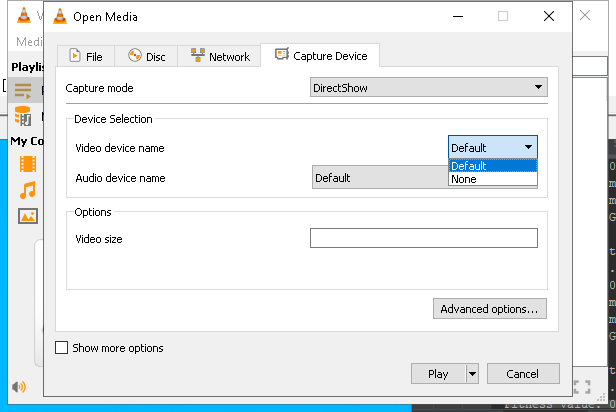 V
Open Media
Medi
File
Disc
Network
Capture Device
Playlis
Capture mode
DirectShow
Device Selection
Video device name
Default
Default
None
My Co
Audio device name
Default
Options
Video size
Advanced options...
Show more options
Play
Cancel
Fitness value: 0